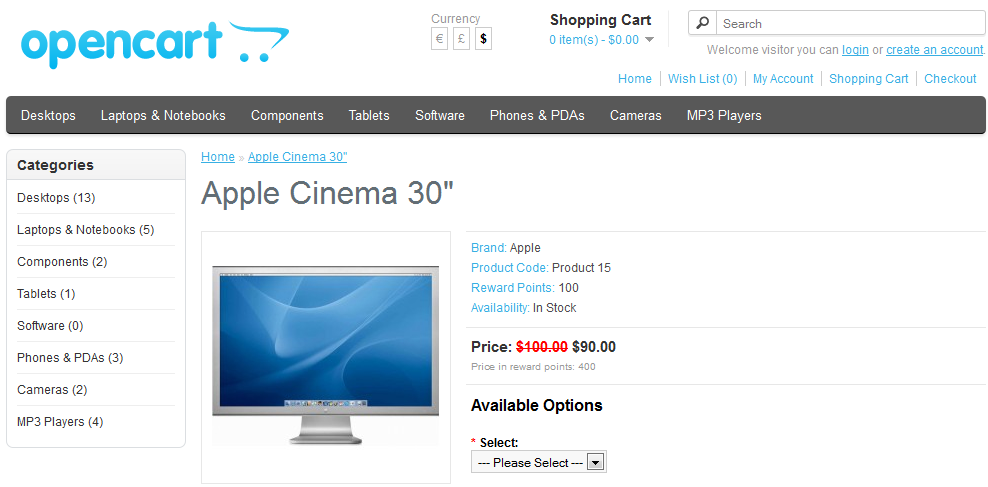 opencart
Currency
€ £ $
Shopping Cart
0 item(s) - $0.00
Search
Welcome visitor you can login or create an account.
Home Wish List (0) My Account Shopping Cart Checkout
Desktops Laptops & Notebooks Components Tablets Software Phones & PDAs Cameras MP3 Players
Categories
Desktops (13)
Laptops & Notebooks (5)
Components (2)
Tablets (1)
Software (0)
Phones & PDAs (3)
Cameras (2)
MP3 Players (4)
Home » Apple Cinema 30"
Apple Cinema 30"
Brand: Apple
Product Code: Product 15
Reward Points: 100
Availability: In Stock
Price: $100.00 $90.00
Price in reward points: 400
Available Options
* Select:
--- Please Select ---